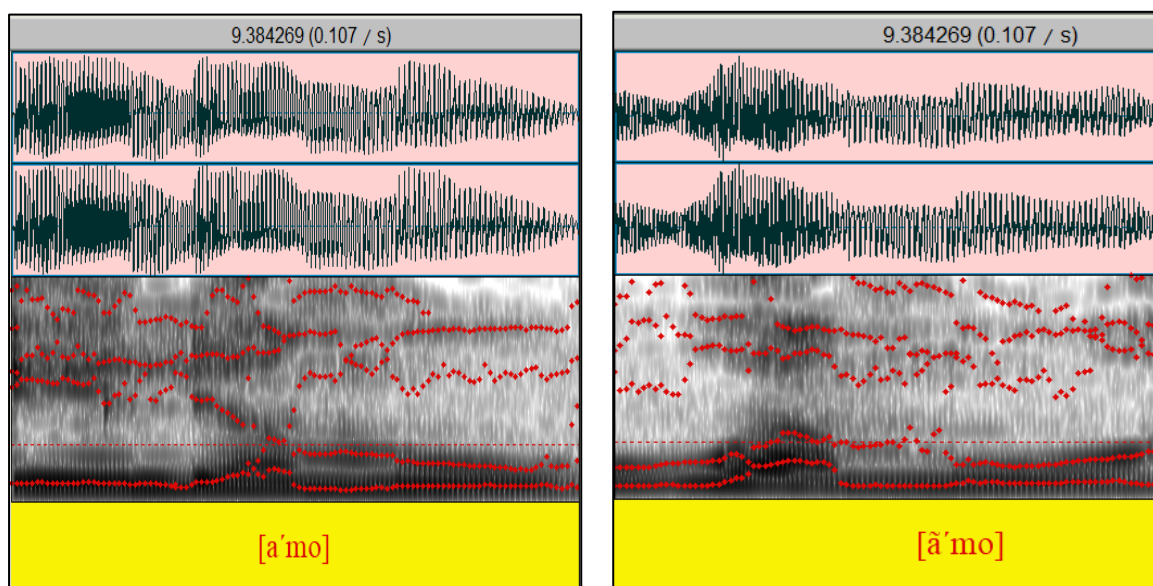 9.384269 (0.107 / s)
[a´mo]
9.384269 (0.107 / s)
[ã´mo]